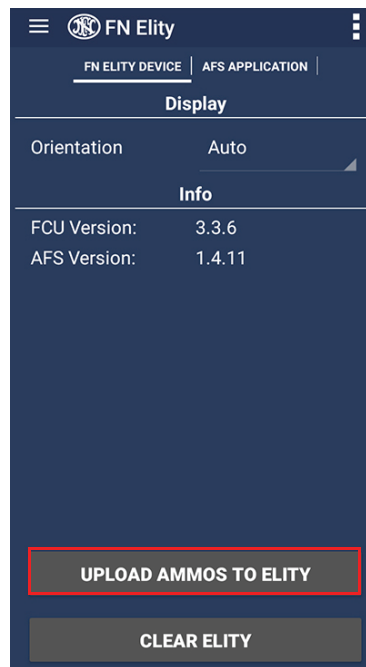 FN Elity
FN ELITY DEVICE AFS APPLICATION
Display
Orientation Auto
Info
FCU Version: 3.3.6
AFS Version: 1.4.11
UPLOAD AMMOS TO ELITY
CLEAR ELITY